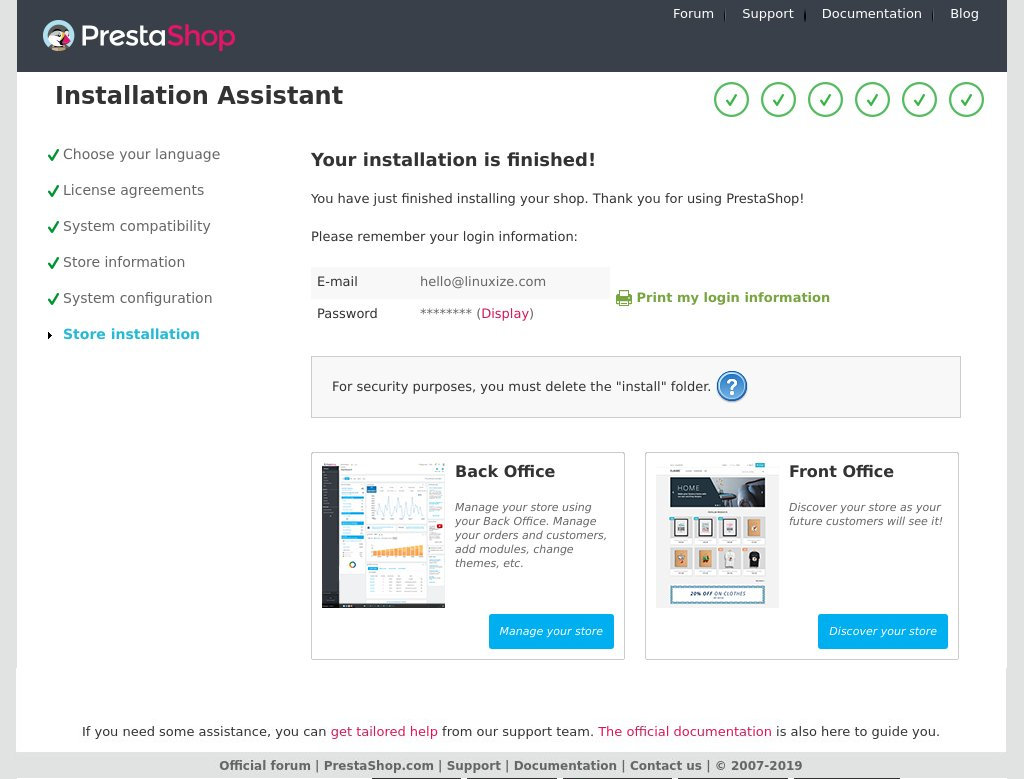 Forum | Support | Documentation | Blog
PrestaShop
Installation Assistant
Choose your language
License agreements
System compatibility
Store information
System configuration
Store installation
Your installation is finished!
You have just finished installing your shop. Thank you for using PrestaShop!
Please remember your login information:
E-mail hello@linuxize.com
Password ******** (Display)
Print my login information
For security purposes, you must delete the "install" folder. ?
Back Office
Manage your store using
your Back Office. Manage
your orders and customers,
add modules, change
themes, etc.
Manage your store
Front Office
Discover your store as your
future customers will see it!
HOME
20% OFF ON CLOTHES
Discover your store
If you need some assistance, you can get tailored help from our support team. The official documentation is also here to guide you.
Official forum | PrestaShop.com | Support | Documentation | Contact us | © 2007-2019